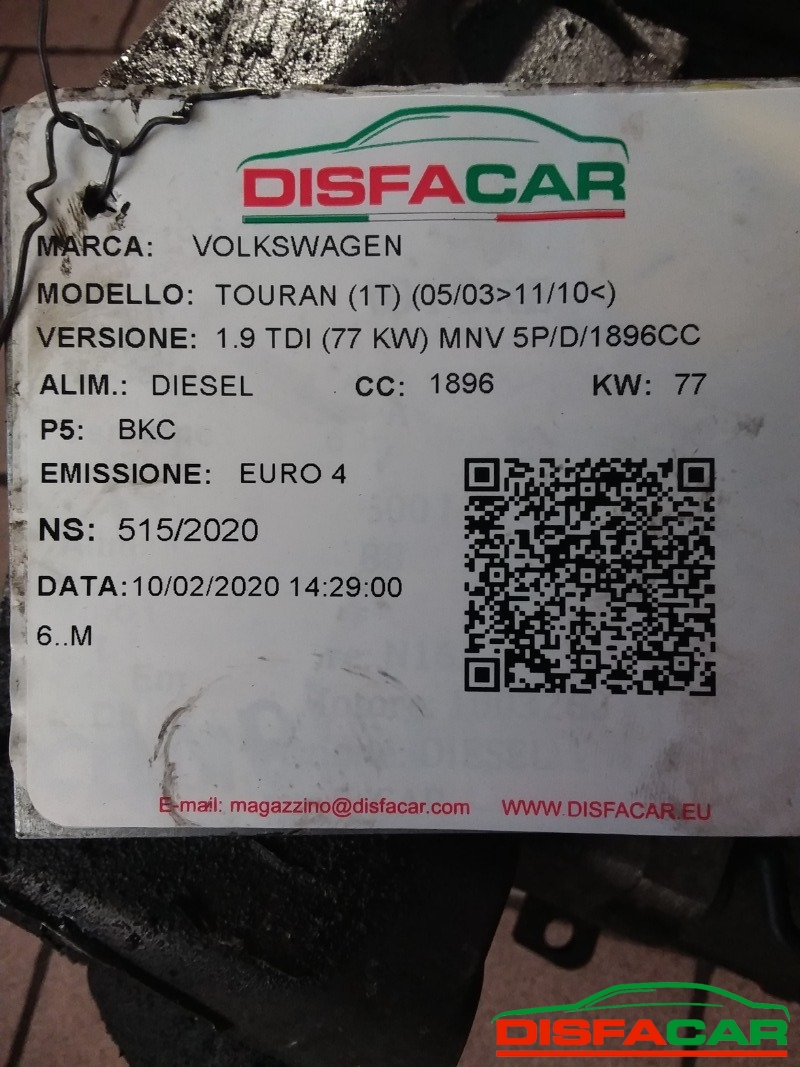 DISFACAR
MARCA: VOLKSWAGEN
MODELLO: TOURAN (1T) (05/03>11/10<)
VERSIONE: 1.9 TDI (77 KW) MNV 5P/D/1896CC
ALIM.: DIESEL CC: 1896 KW: 77
P5: BKC
EMISSIONE: EURO 4
NS: 515/2020
DATA:10/02/2020 14:29:00
6..M
E-mail: magazzino@disfacar.com WWW.DISFACAR.EU
DISFACAR